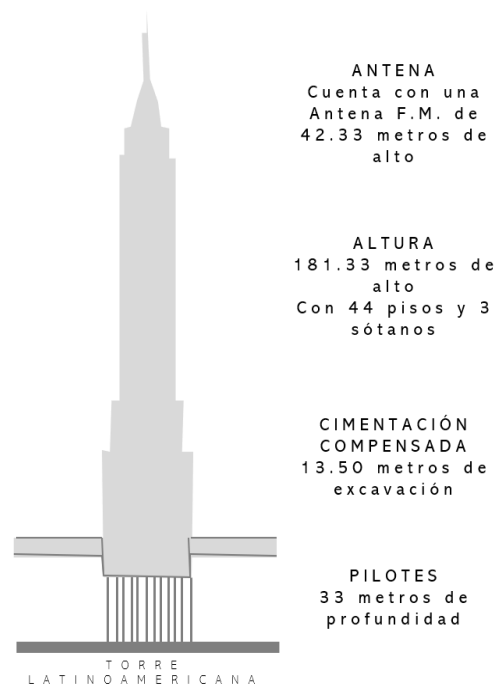 ANTENA
Cuenta con una
Antena F.M. de
42.33 metros de
alto
ALTURA
181.33 metros de
alto
Con 44 pisos y 3
sótanos
CIMENTACIÓN
COMPENSADA
13.50 metros de
excavación
PILOTES
33 metros de
profundidad
TORRE
LATINOAMERICANA